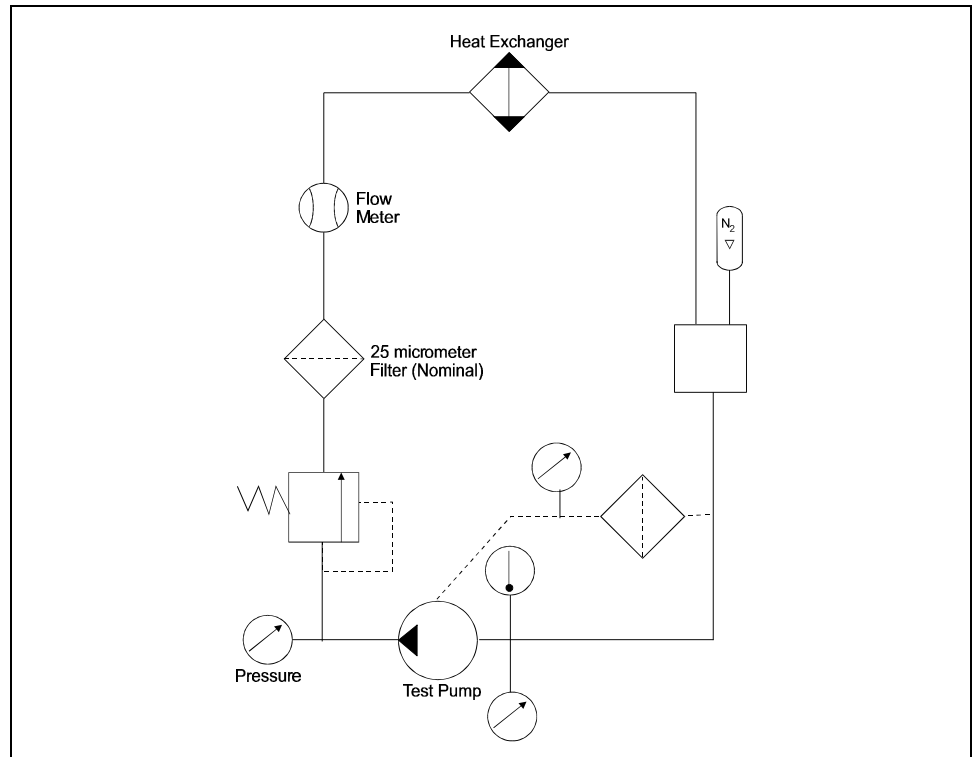 Heat Exchanger
Flow
Meter
N2
25 micrometer
Filter (Nominal)
Pressure
Test Pump